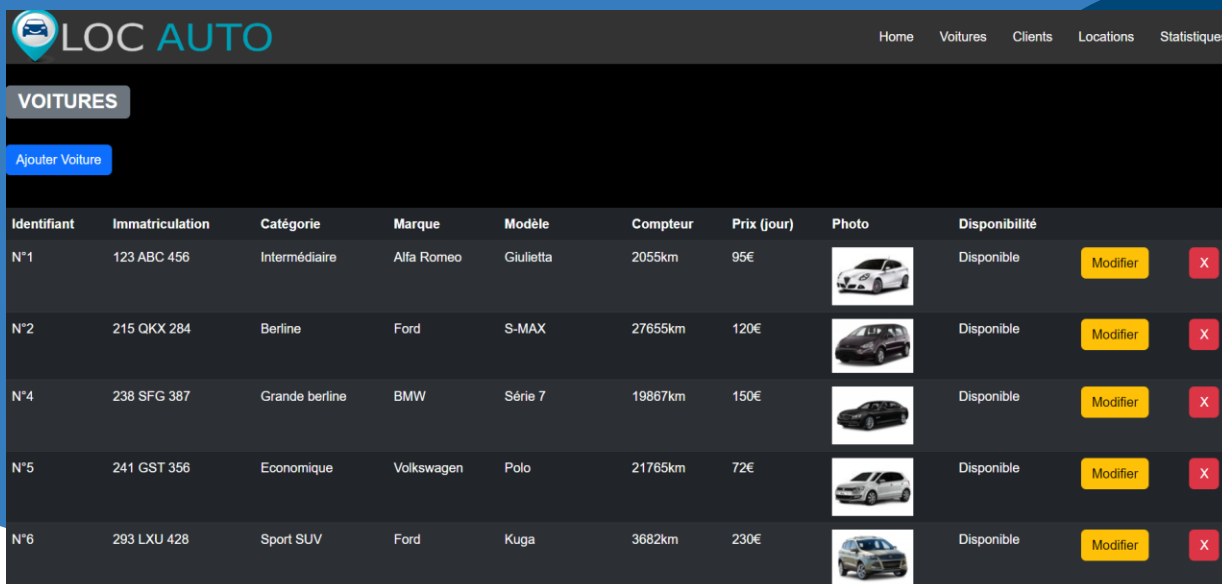 LOC AUTO
Home Voitures Clients Locations Statistiques
VOITURES
Ajouter Voiture
Identifiant Immatriculation Catégorie Marque Modèle Compteur Prix (jour) Photo Disponibilité
N°1 123 ABC 456 Intermédiaire Alfa Romeo Giulietta 2055km 95€ Disponible Modifier X
N°2 215 QKX 284 Berline Ford S-MAX 27655km 120€ Disponible Modifier X
N°4 238 SFG 387 Grande berline BMW Série 7 19867km 150€ Disponible Modifier X
N°5 241 GST 356 Economique Volkswagen Polo 21765km 72€ Disponible Modifier X
N°6 293 LXU 428 Sport SUV Ford Kuga 3682km 230€ Disponible Modifier X